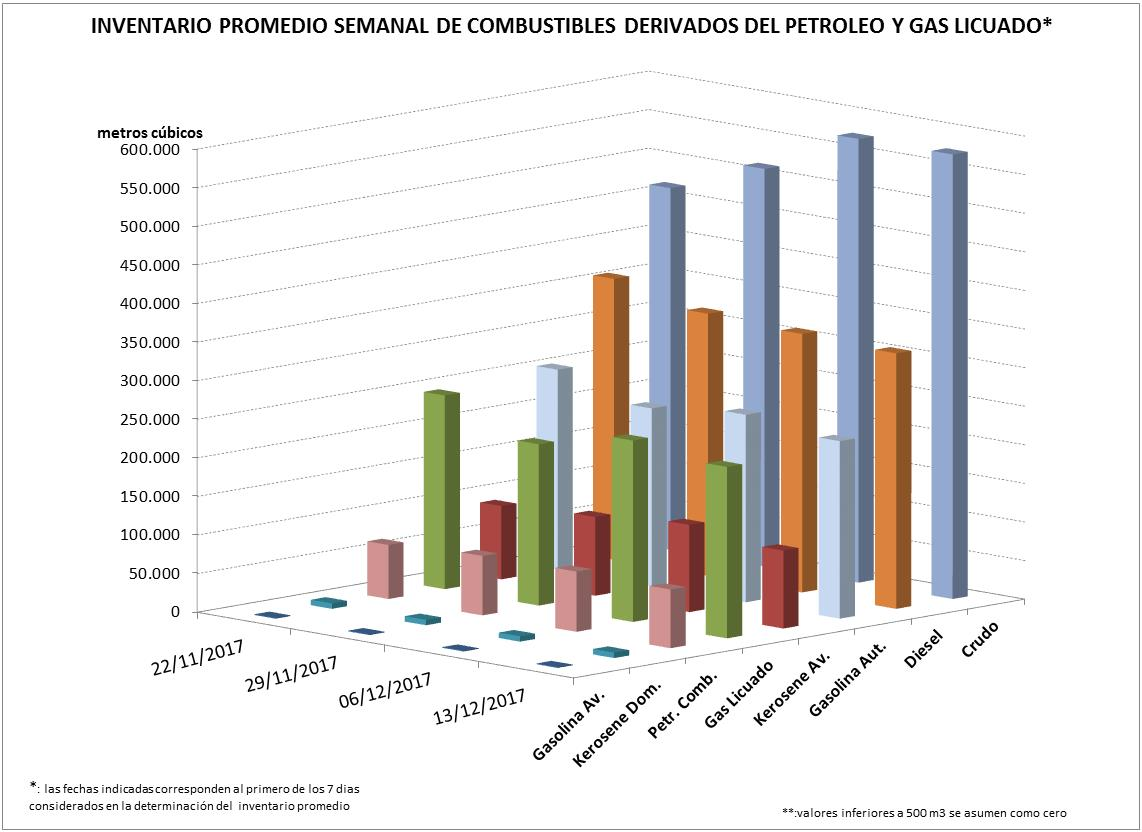 INVENTARIO PROMEDIO SEMANAL DE COMBUSTIBLES DERIVADOS DEL PETROLEO Y GAS LICUADO*
metros cúbicos
600.000
550.000
500.000
450.000
400.000
350.000
300.000
250.000
200.000
150.000
100.000
50.000
0
22/11/2017
29/11/2017
06/12/2017
13/12/2017
Gasolina Av.
Kerosene Dom.
Petr. Comb.
Gas Licuado
Kerosene Av.
Gasolina Aut.
Diesel
Crudo
*: las fechas indicadas corresponden al primero de los 7 dias
considerados en la determinación del inventario promedio
**:valores inferiores a 500 m3 se asumen como cero